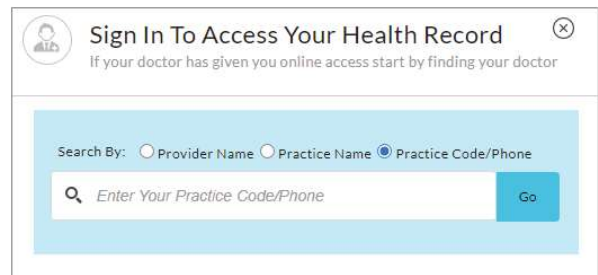 Sign In To Access Your Health Record
If your doctor has given you online access start by finding your doctor
Search By: Provider Name Practice Name Practice Code/Phone
Enter Your Practice Code/Phone Go